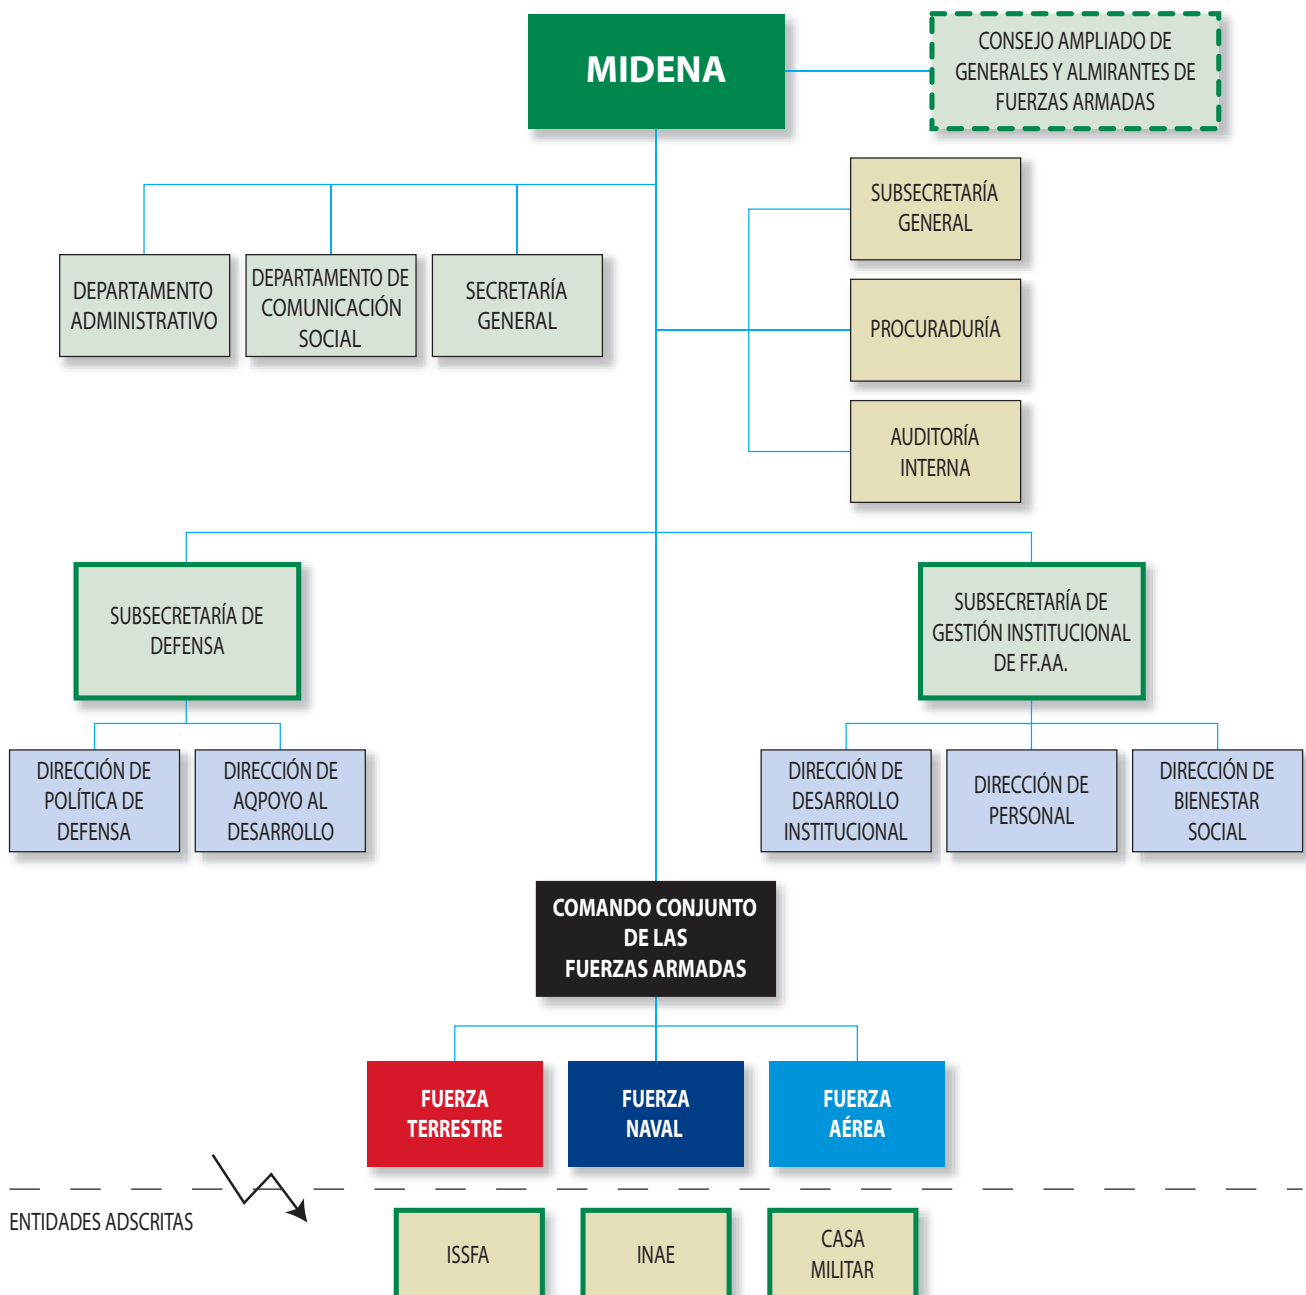 MIDENA
CONSEJO AMPLIADO DE
GENERALES Y ALMIRANTES DE
FUERZAS ARMADAS
SUBSECRETARÍA
GENERAL
DEPARTAMENTO
ADMINISTRATIVO
DEPARTAMENTO DE
COMUNICACIÓN
SOCIAL
SECRETARÍA
GENERAL
PROCURADURÍA
AUDITORÍA
INTERNA
SUBSECRETARÍA DE
DEFENSA
SUBSECRETARÍA DE
GESTIÓN INSTITUCIONAL
DE FF.AA.
DIRECCIÓN DE
POLÍTICA DE
DEFENSA
DIRECCIÓN DE
AQPOYO AL
DESARROLLO
DIRECCIÓN DE
DESARROLLO
INSTITUCIONAL
DIRECCIÓN DE
PERSONAL
DIRECCIÓN DE
BIENESTAR
SOCIAL
COMANDO CONJUNTO
DE LAS
FUERZAS ARMADAS
FUERZA
TERRESTRE
FUERZA
NAVAL
FUERZA
AÉREA
ENTIDADES ADSCRITAS
ISSFA
INAE
CASA
MILITAR